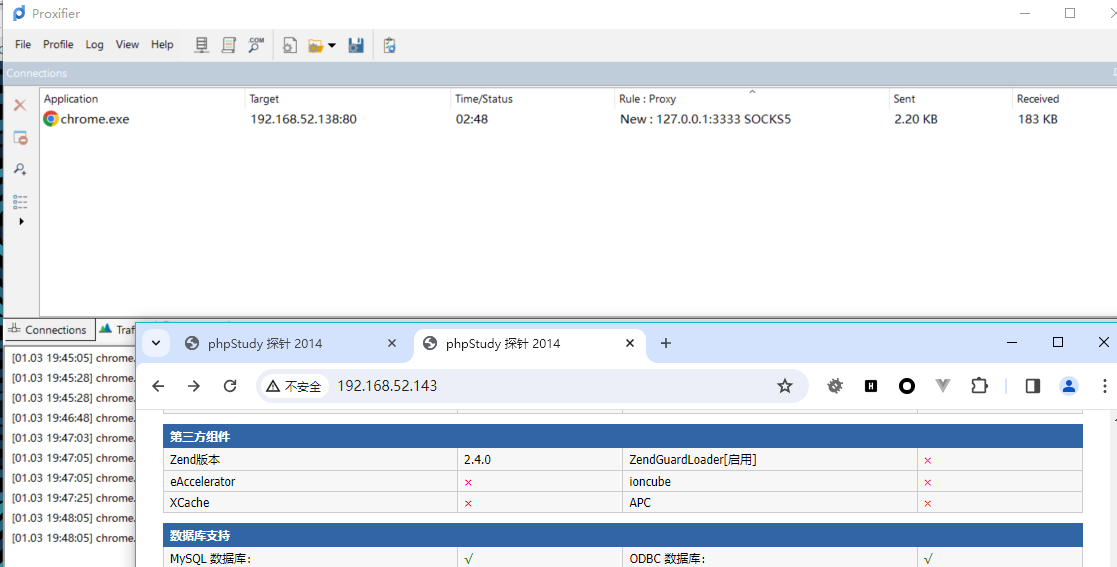 Proxifier
File Profile Log View Help .COM
Connections
Application Target Time/Status Rule : Proxy Sent Received
chrome.exe 192.168.52.138:80 02:48 New : 127.0.0.1:3333 SOCKS5 2.20 KB 183 KB
Connections Traff
[01.03 19:45:05] chrome.
[01.03 19:45:28] chrome.
[01.03 19:45:28] chrome.
[01.03 19:46:48] chrome.
[01.03 19:47:03] chrome.
[01.03 19:47:05] chrome.
[01.03 19:47:05] chrome.
[01.03 19:47:25] chrome.
[01.03 19:48:05] chrome.
[01.03 19:48:05] chrome.
phpStudy 探针 2014 phpStudy 探针 2014
不安全 192.168.52.143
第三方组件
Zend版本 2.4.0 ZendGuardLoader[启用] ×
eAccelerator × ioncube ×
XCache × APC ×
数据库支持
MySQL 数据库: √ ODBC 数据库: √